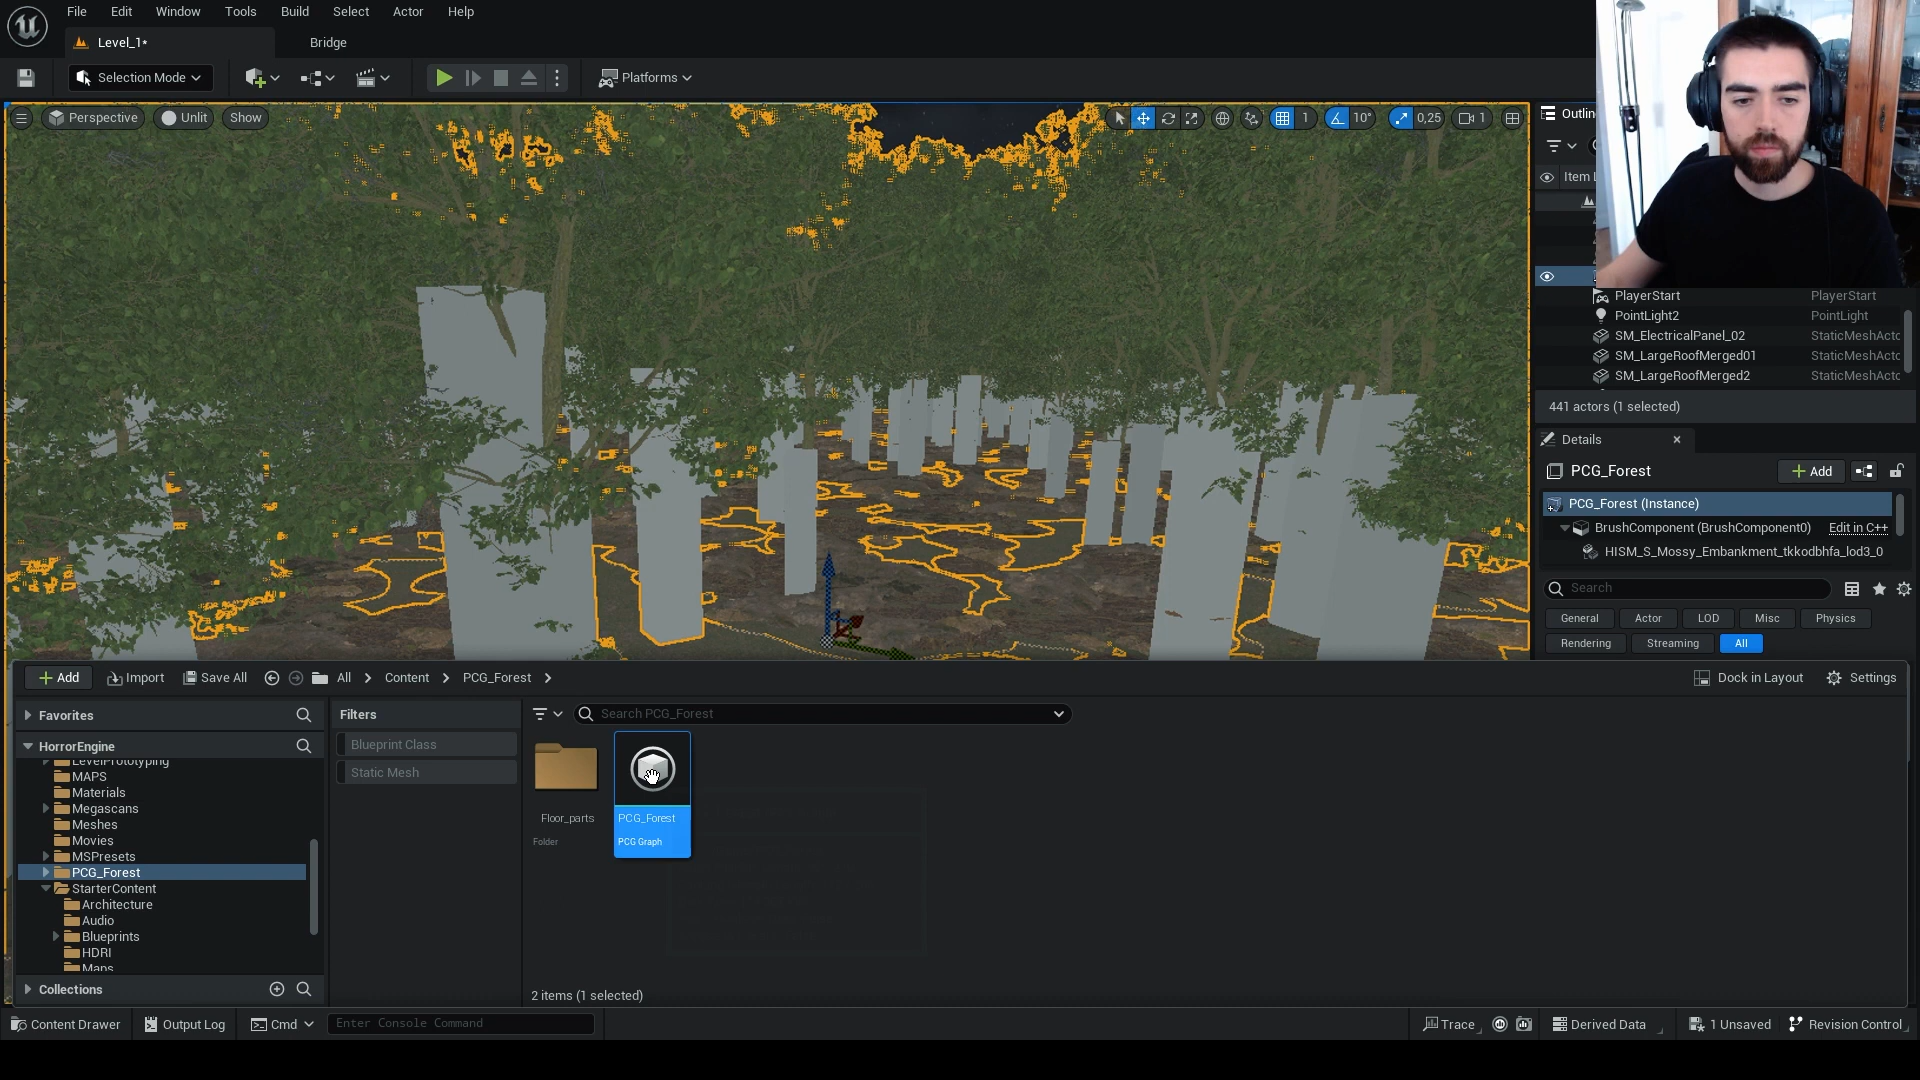 File Edit Window Tools Build Select Actor Help
Level_1*
Bridge
Selection Mode
Platforms
Perspective
Unlit
Show
1
10°
0,25
1
Outlin
Item L
PlayerStart PlayerStart
PointLight2 PointLight
SM_ElectricalPanel_02 StaticMeshActo
SM_LargeRoofMerged01 StaticMeshActo
SM_LargeRoofMerged2 StaticMeshActo
441 actors (1 selected)
Details
PCG_Forest
Add
PCG_Forest (Instance)
BrushComponent (BrushComponent0) Edit in C++
HISM_S_Mossy_Embankment_tkkodbhfa_lod3_0
Search
General Actor LOD Misc Physics
Rendering Streaming All
Add Import Save All All Content PCG_Forest Dock in Layout Settings
Favorites
HorrorEngine
LevelPrototyping
MAPS
Materials
Megascans
Meshes
Movies
MSPresets
PCG_Forest
StarterContent
Architecture
Audio
Blueprints
HDRI
Maps
Collections
Filters
Blueprint Class
Static Mesh
Search PCG_Forest
Floor_parts
Folder
PCG_Forest
PCG Graph
2 items (1 selected)
Content Drawer Output Log Cmd Enter Console Command Trace Derived Data 1 Unsaved Revision Control